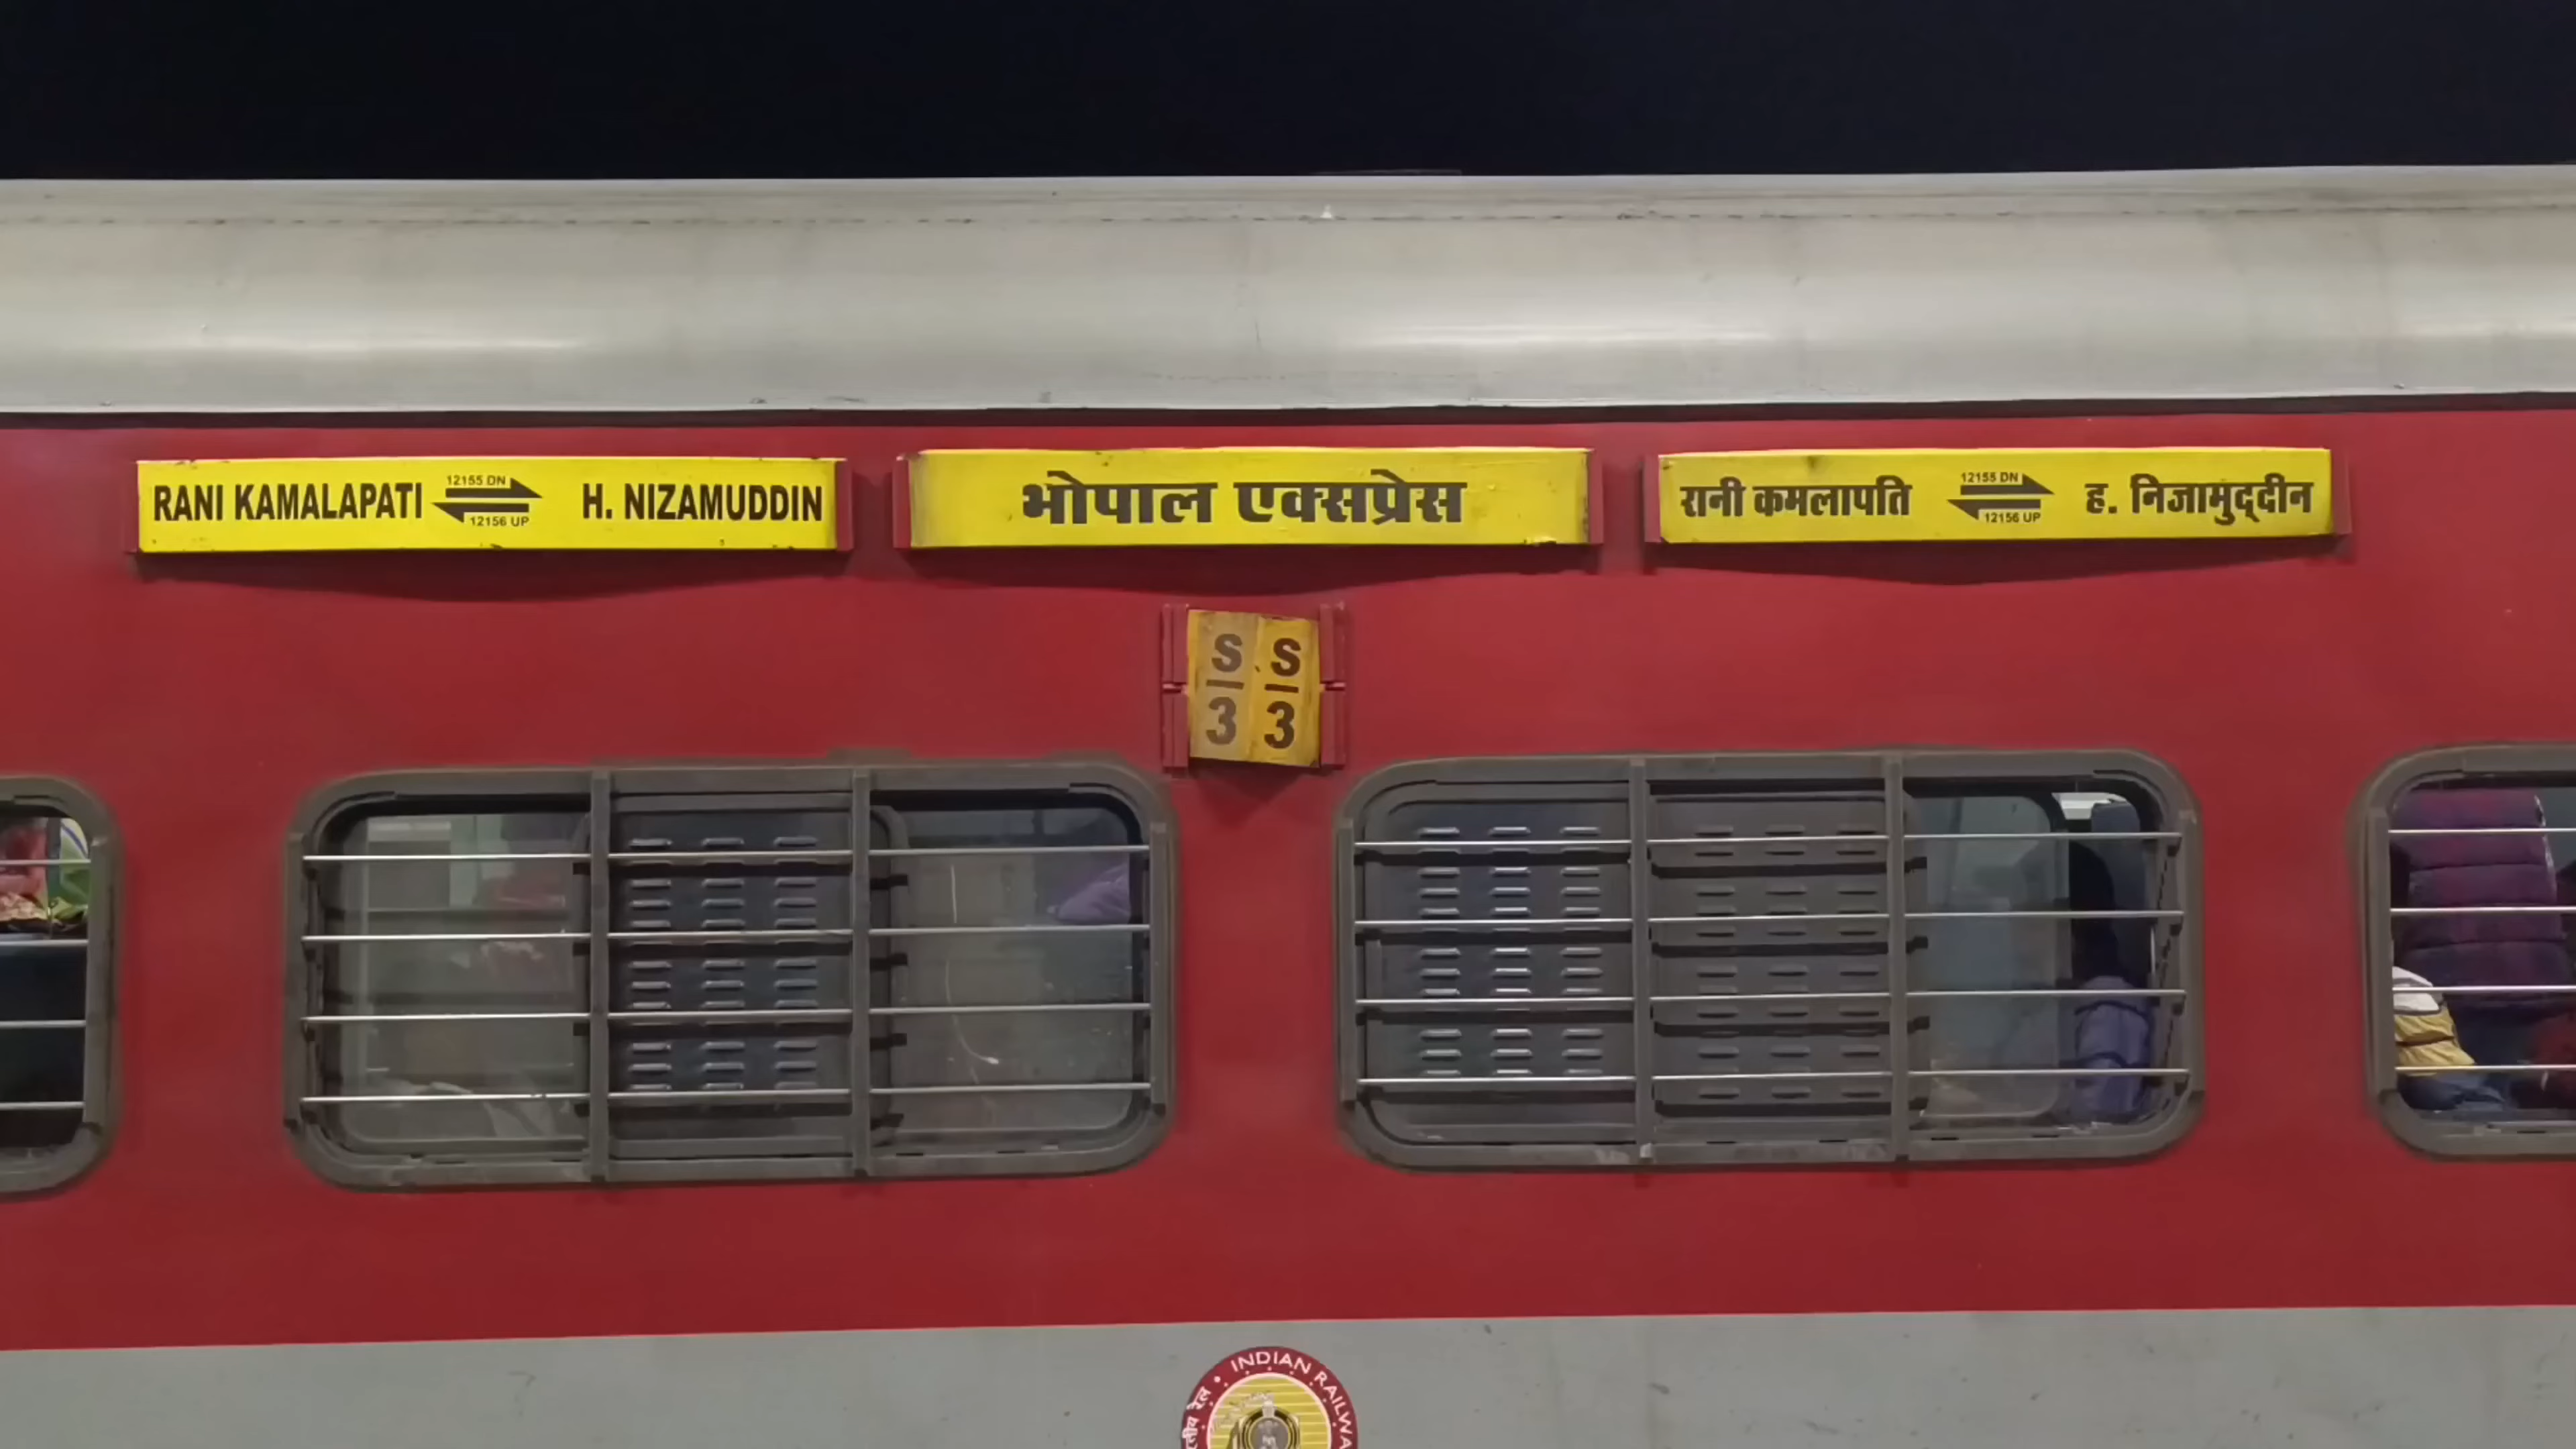 RANI KAMALAPATI 12155 DN 12156 UP H. NIZAMUDDIN
भोपाल एक्सप्रेस
रानी कमलापति 12155 DN 12156 UP ह. निजामुद्दीन
S S
3 3
INDIAN RAILWA
रेल